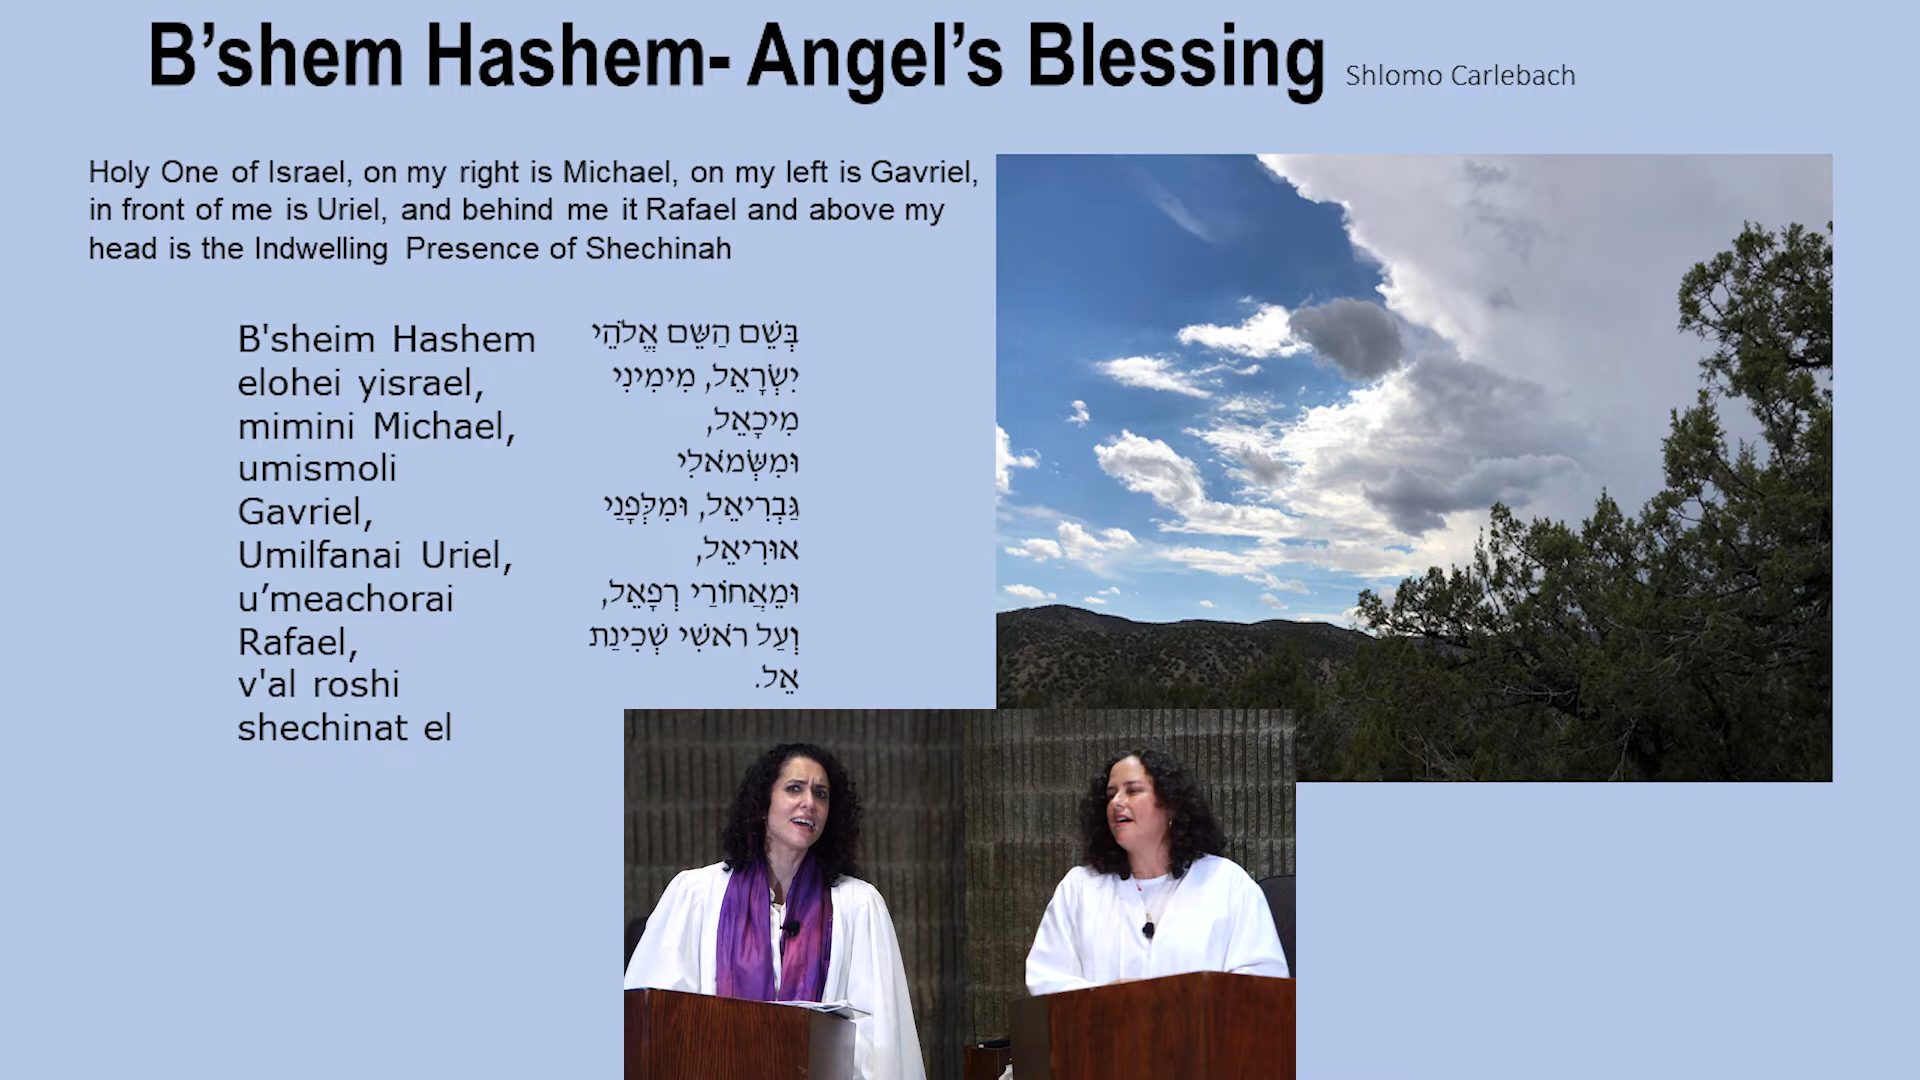 B’shem Hashem- Angel’s Blessing Shlomo Carlebach
Holy One of Israel, on my right is Michael, on my left is Gavriel,
in front of me is Uriel, and behind me it Rafael and above my
head is the Indwelling Presence of Shechinah
B'sheim Hashem
elohei yisrael,
mimini Michael,
umismoli
Gavriel,
Umilfanai Uriel,
u’meachorai
Rafael,
v'al roshi
shechinat el
בְּשֵׁם הַשֵּׁם אֱלֹהֵי
יִשְׂרָאֵל, מִימִינִי
מִיכָאֵל,
וּמִשְּׂמֹאלִי
גַּבְרִיאֵל, וּמִלְּפָנַי
אוּרִיאֵל,
וּמֵאֲחוֹרַי רְפָאֵל,
וְעַל רֹאשִׁי שְׁכִינַת
אֵל.